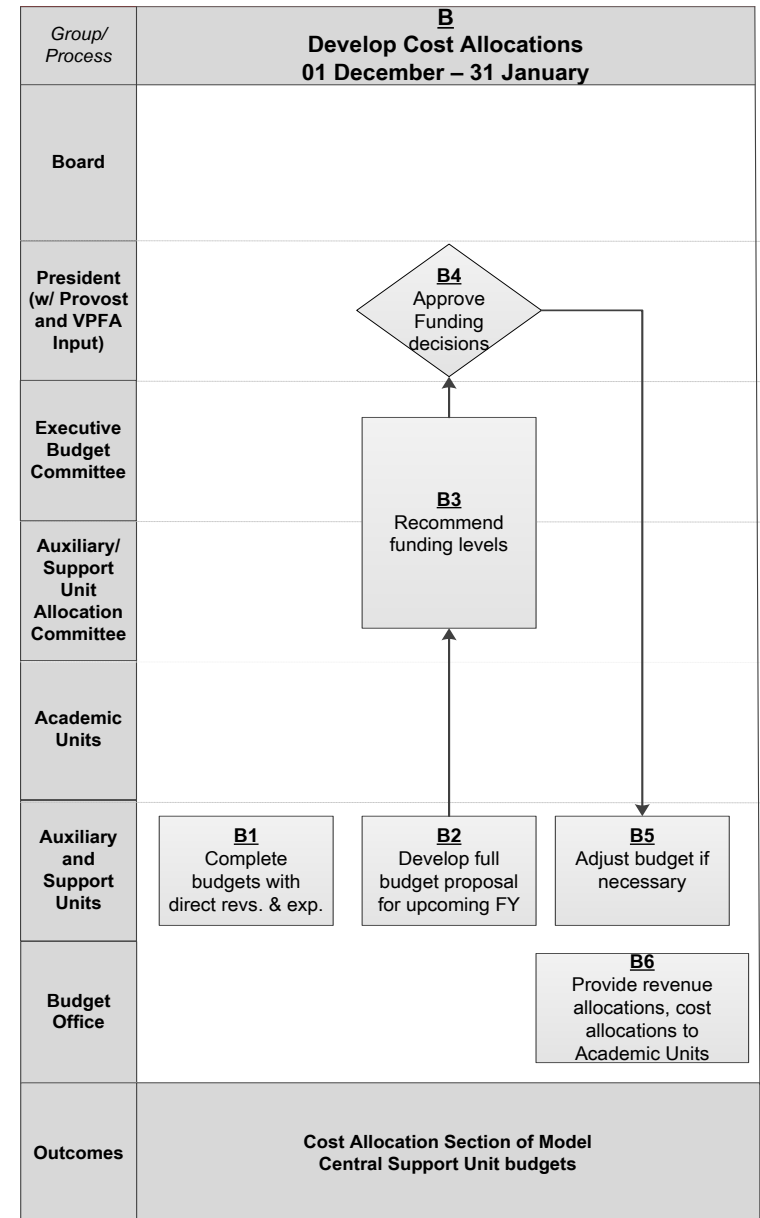 Group/
Process
B
Develop Cost Allocations
01 December – 31 January
Board
President
(w/ Provost
and VPFA
Input)
B4
Approve
Funding
decisions
Executive
Budget
Committee
B3
Recommend
funding levels
Auxiliary/
Support
Unit
Allocation
Committee
Academic
Units
Auxiliary
and
Support
Units
B1
Complete
budgets with
direct revs. & exp.
B2
Develop full
budget proposal
for upcoming FY
B5
Adjust budget if
necessary
Budget
Office
B6
Provide revenue
allocations, cost
allocations to
Academic Units
Outcomes
Cost Allocation Section of Model
Central Support Unit budgets